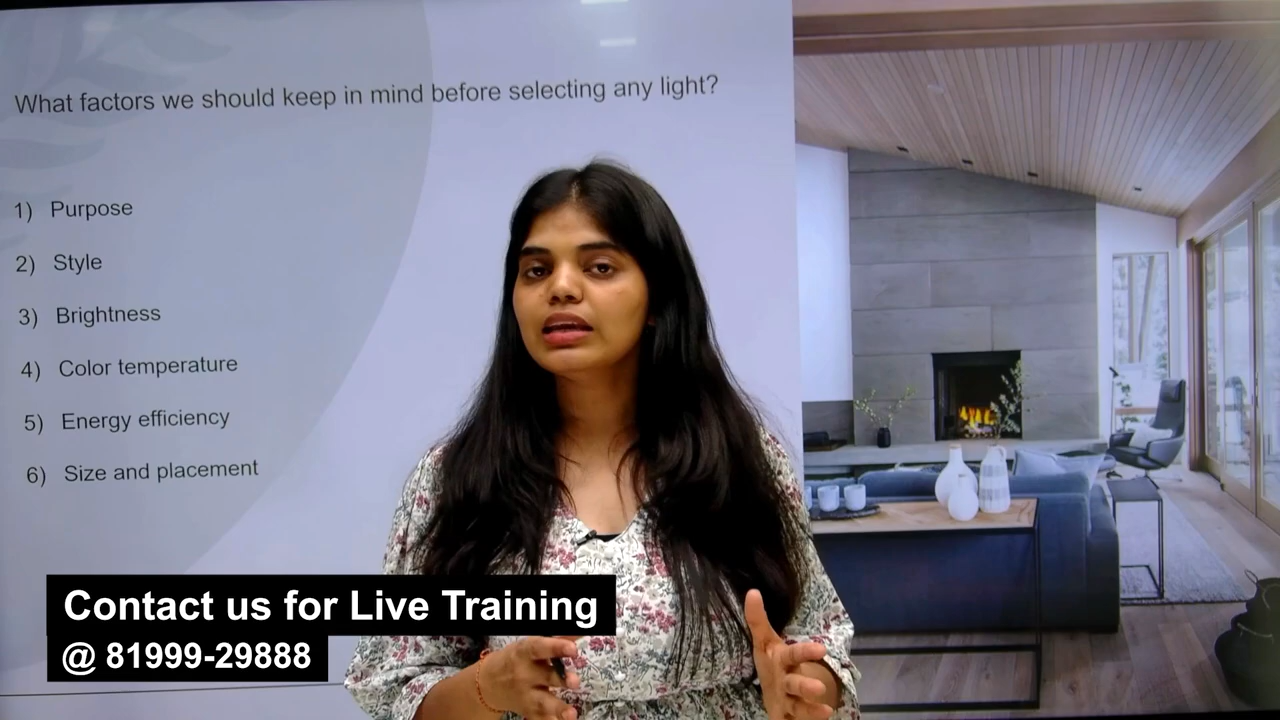 What factors we should keep in mind before selecting any light?
1) Purpose
2) Style
3) Brightness
4) Color temperature
5) Energy efficiency
6) Size and placement
Contact us for Live Training
@ 81999-29888